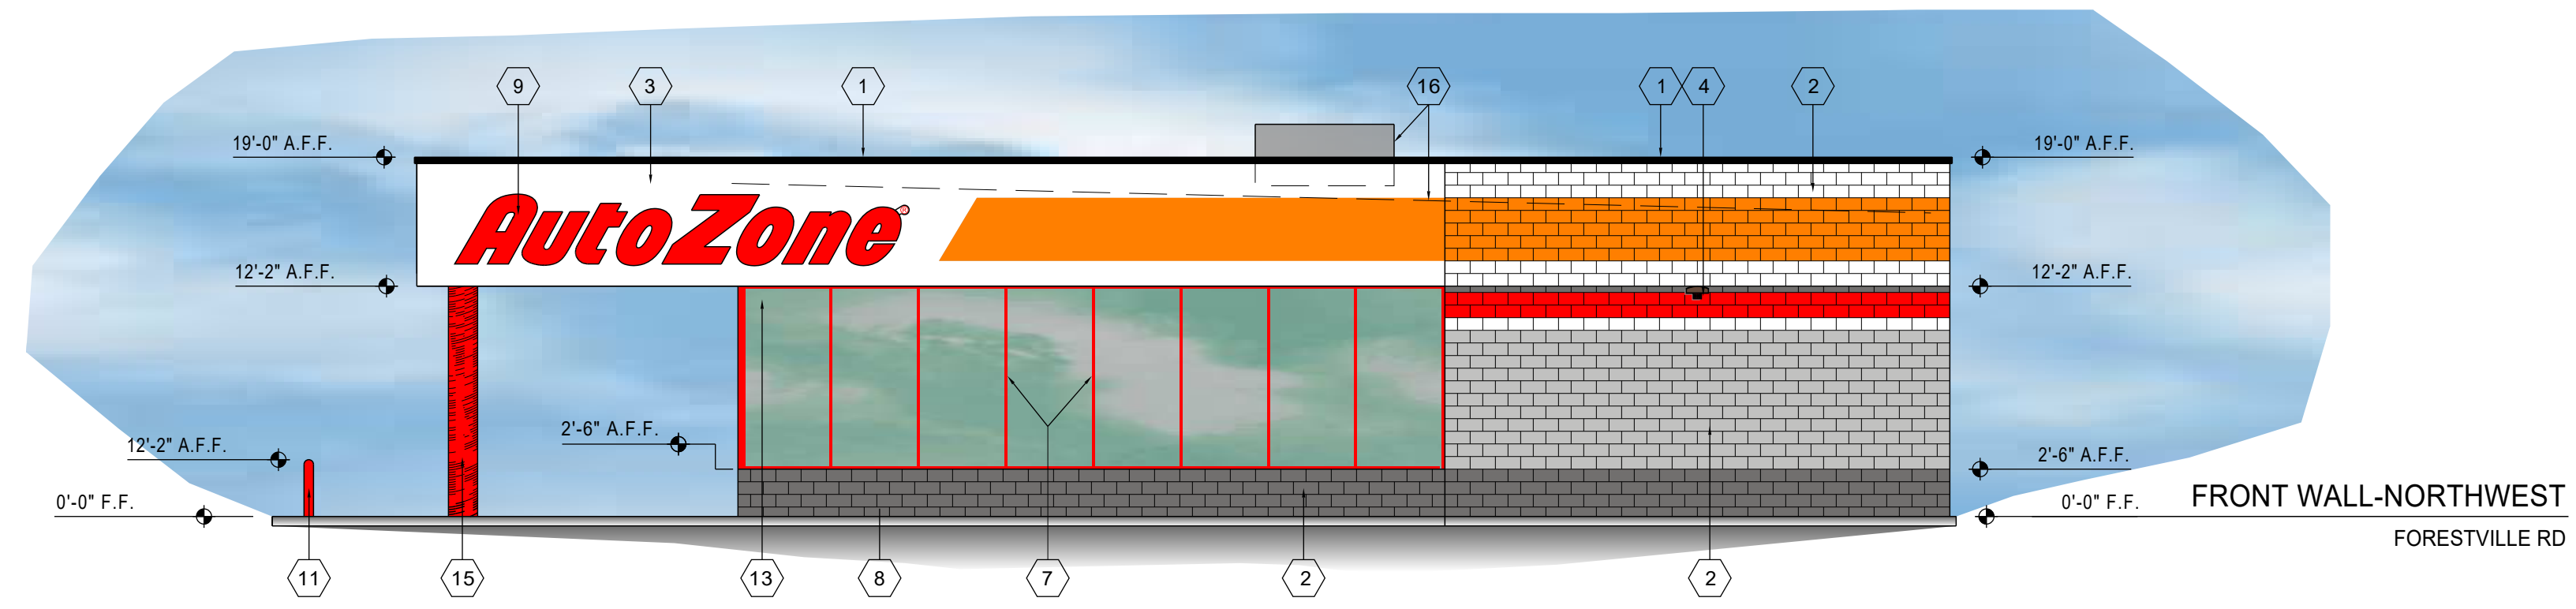 9 3 1 16 1 4 2
19'-0" A.F.F. 19'-0" A.F.F.
AutoZone®
12'-2" A.F.F. 12'-2" A.F.F.
2'-6" A.F.F.
12'-2" A.F.F. 2'-6" A.F.F.
0'-0" F.F. 0'-0" F.F. FRONT WALL-NORTHWEST
FORESTVILLE RD
11 15 13 8 7 2 2